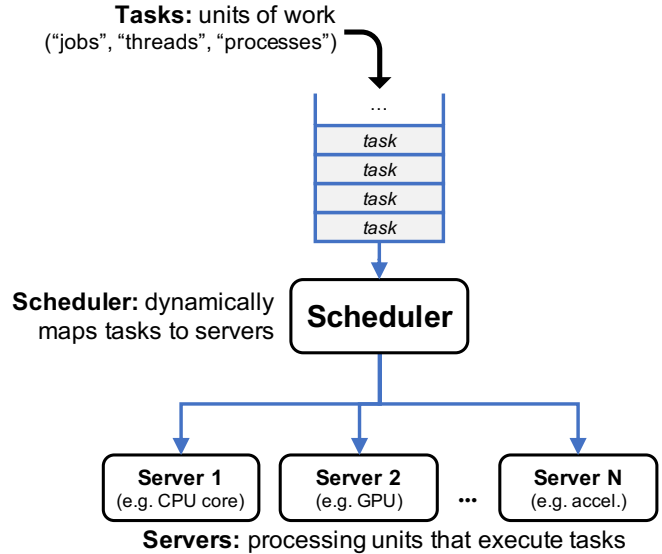 Tasks: units of work
(“jobs”, “threads”, “processes”)
...
task
task
task
task
Scheduler: dynamically
maps tasks to servers
Scheduler
Server 1
(e.g. CPU core)
Server 2
(e.g. GPU)
...
Server N
(e.g. accel.)
Servers: processing units that execute tasks